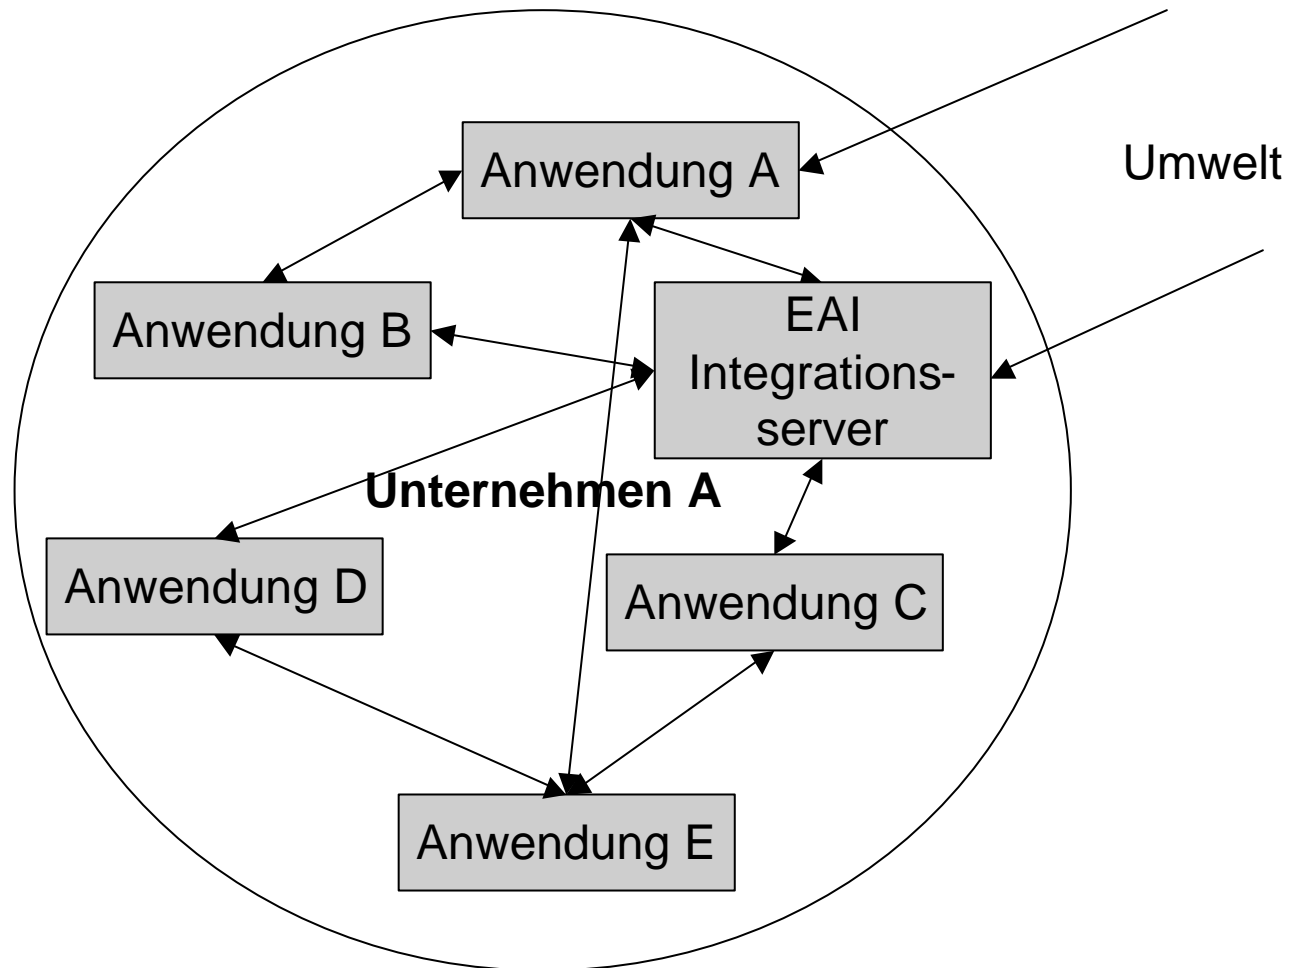 Anwendung A
Umwelt
Anwendung B
EAI
Integrations-
server
Unternehmen A
Anwendung D
Anwendung C
Anwendung E